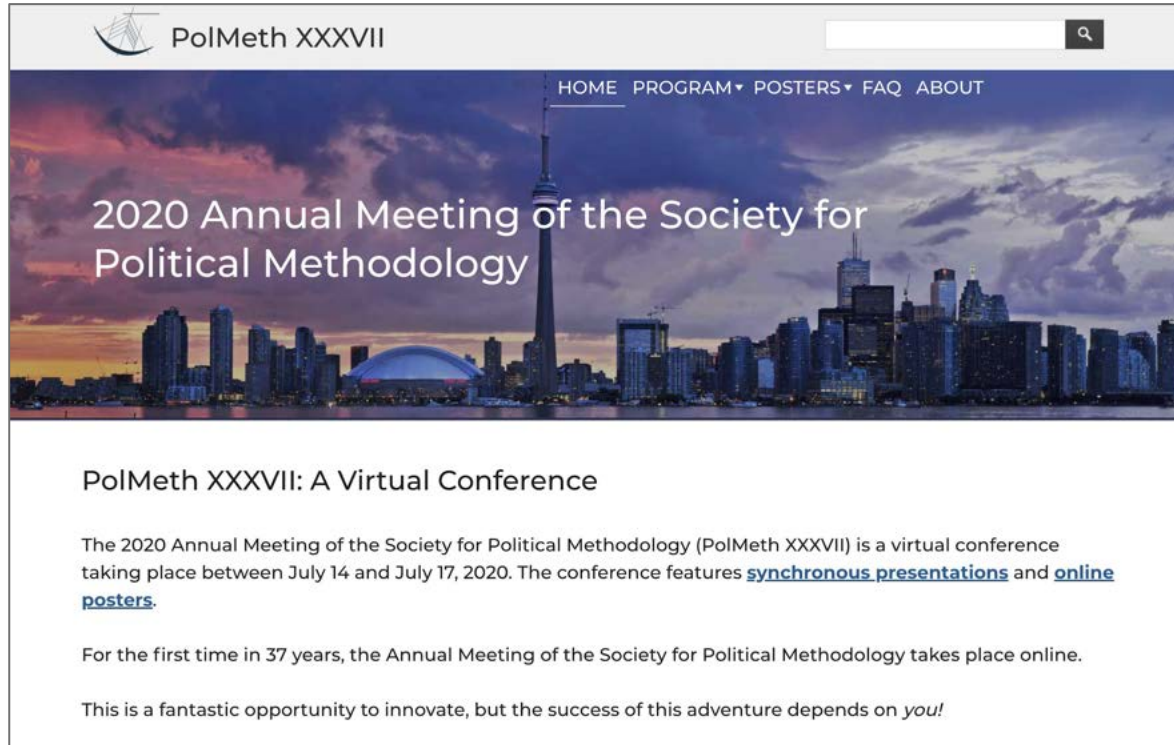 PolMeth XXXVII
HOME PROGRAM▾ POSTERS▾ FAQ ABOUT
2020 Annual Meeting of the Society for
Political Methodology
PolMeth XXXVII: A Virtual Conference
The 2020 Annual Meeting of the Society for Political Methodology (PolMeth XXXVII) is a virtual conference
taking place between July 14 and July 17, 2020. The conference features synchronous presentations and online
posters.
For the first time in 37 years, the Annual Meeting of the Society for Political Methodology takes place online.
This is a fantastic opportunity to innovate, but the success of this adventure depends on you!